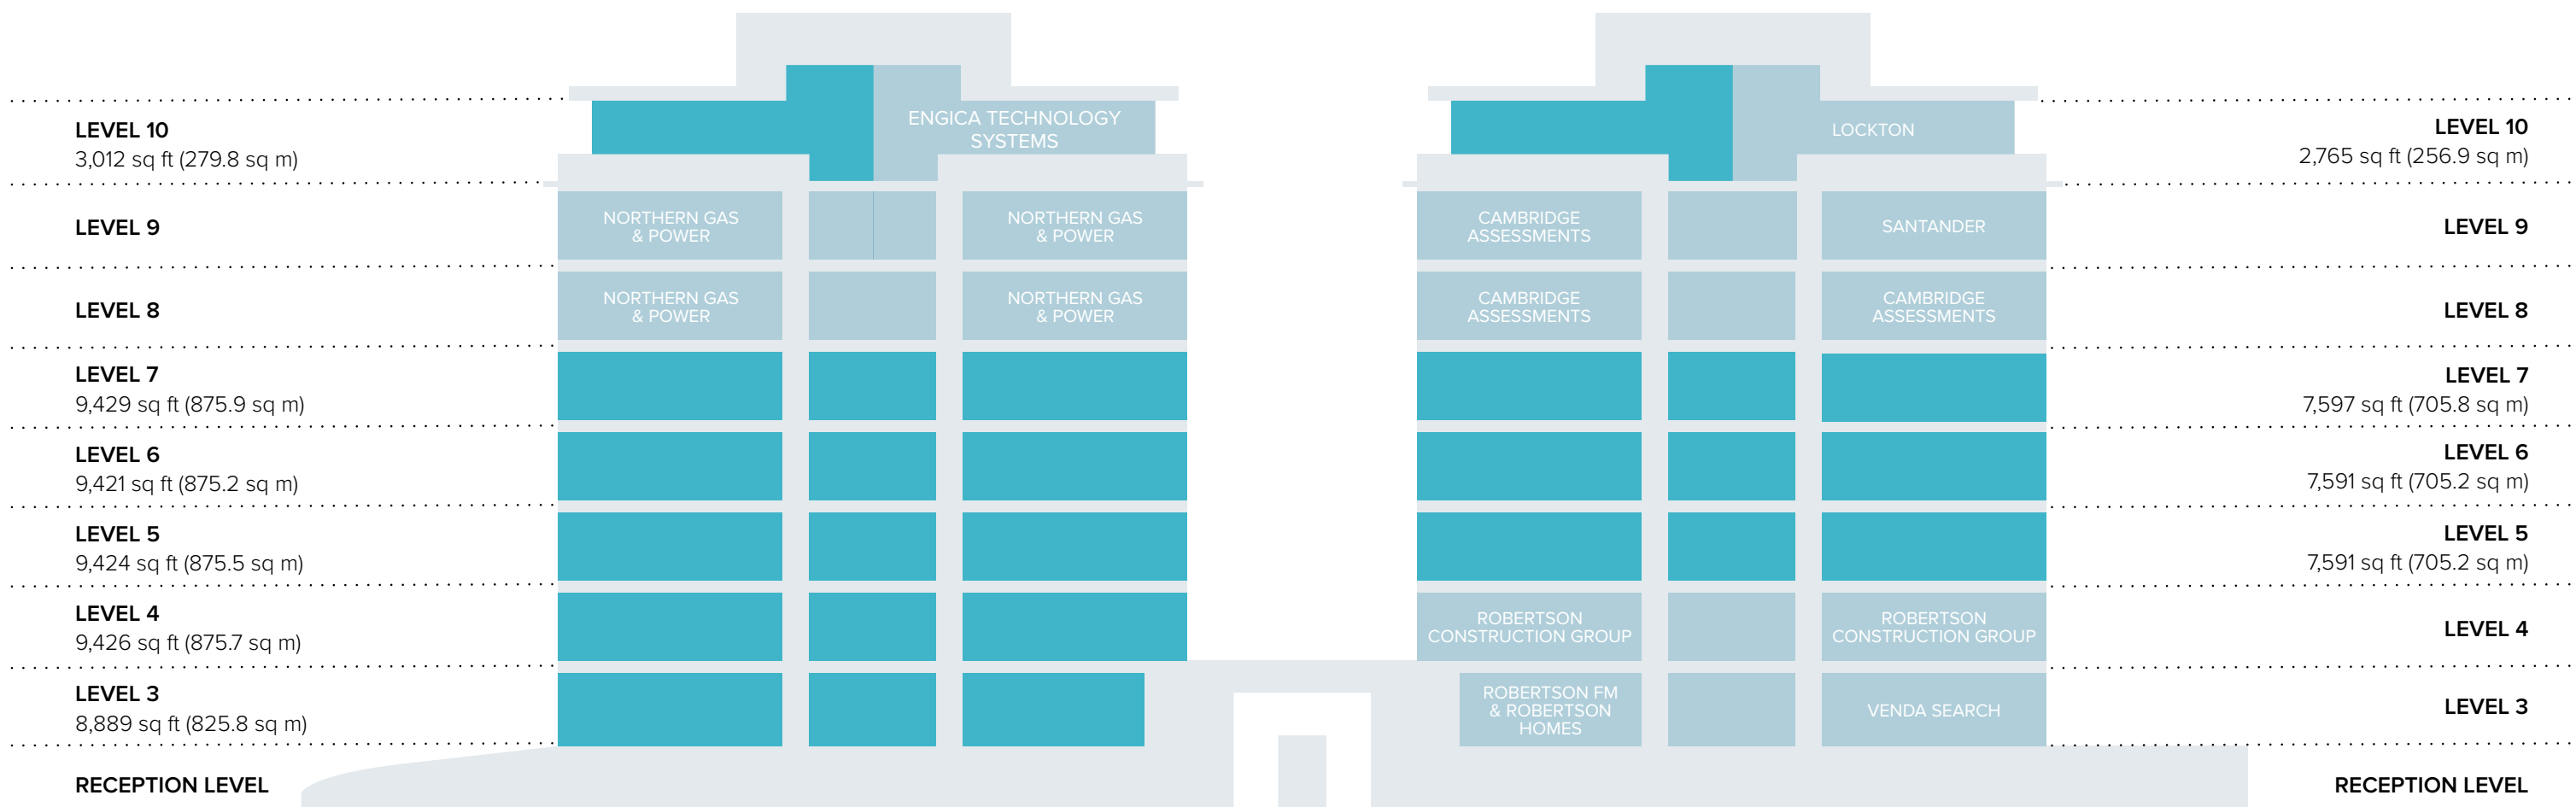 LEVEL 10
3,012 sq ft (279.8 sq m)
LEVEL 9
LEVEL 8
LEVEL 7
9,429 sq ft (875.9 sq m)
LEVEL 6
9,421 sq ft (875.2 sq m)
LEVEL 5
9,424 sq ft (875.5 sq m)
LEVEL 4
9,426 sq ft (875.7 sq m)
LEVEL 3
8,889 sq ft (825.8 sq m)
RECEPTION LEVEL
ENGICA TECHNOLOGY
SYSTEMS
NORTHERN GAS
& POWER
NORTHERN GAS
& POWER
NORTHERN GAS
& POWER
NORTHERN GAS
& POWER
LOCKTON
CAMBRIDGE
ASSESSMENTS
SANTANDER
CAMBRIDGE
ASSESSMENTS
CAMBRIDGE
ASSESSMENTS
ROBERTSON
CONSTRUCTION GROUP
ROBERTSON
CONSTRUCTION GROUP
ROBERTSON FM
& ROBERTSON
HOMES
VENDA SEARCH
LEVEL 10
2,765 sq ft (256.9 sq m)
LEVEL 9
LEVEL 8
LEVEL 7
7,597 sq ft (705.8 sq m)
LEVEL 6
7,591 sq ft (705.2 sq m)
LEVEL 5
7,591 sq ft (705.2 sq m)
LEVEL 4
LEVEL 3
RECEPTION LEVEL